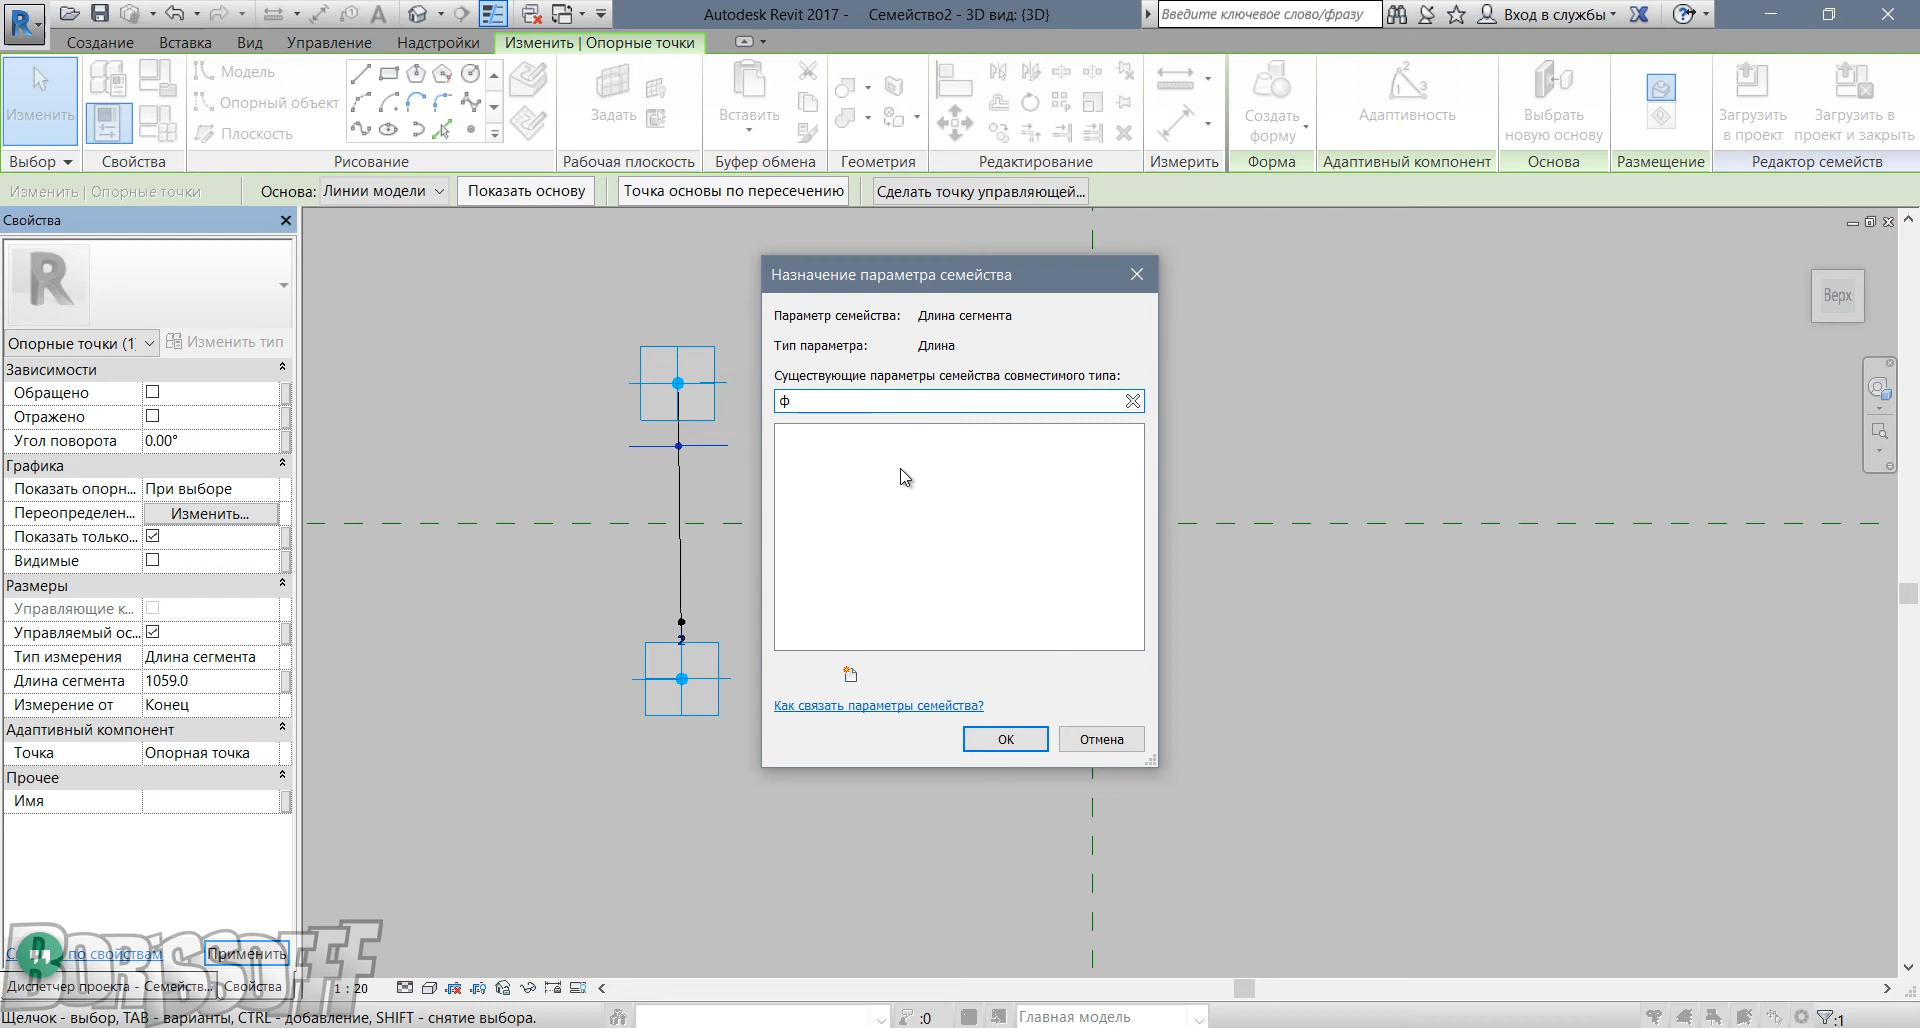 Autodesk Revit 2017 - Семейство2 - 3D вид: {3D}
Введите ключевое слово/фразу
Вход в службы
Создание Вставка Вид Управление Надстройки Изменить | Опорные точки
Изменить
Модель
Опорный объект
Плоскость
Задать
Вставить
Создать форму
Адаптивность
Выбрать новую основу
Загрузить в проект
Загрузить в проект и закрыть
Выбор Свойства Рисование Рабочая плоскость Буфер обмена Геометрия Редактирование Измерить Форма Адаптивный компонент Основа Размещение Редактор семейств
Изменить | Опорные точки Основа: Линии модели Показать основу Точка основы по пересечению Сделать точку управляющей...
Свойства
R
Опорные точки (1 Изменить тип
Зависимости
Обращено
Отражено
Угол поворота 0.00°
Графика
Показать опорн... При выборе
Переопределен... Изменить...
Показать только...
Видимые
Размеры
Управляющие к...
Управляемый ос...
Тип измерения Длина сегмента
Длина сегмента 1059.0
Измерение от Конец
Адаптивный компонент
Точка Опорная точка
Прочее
Имя
по свойствам Применить
Диспетчер проекта - Семейств... Свойства
BORISSOFFF
2
Верх
Назначение параметра семейства
Параметр семейства: Длина сегмента
Тип параметра: Длина
Существующие параметры семейства совместимого типа:
ф
Как связать параметры семейства?
ОК Отмена
1 : 20
Щелчок - выбор, TAB - варианты, CTRL - добавление, SHIFT - снятие выбора.
:0
Главная модель
:1